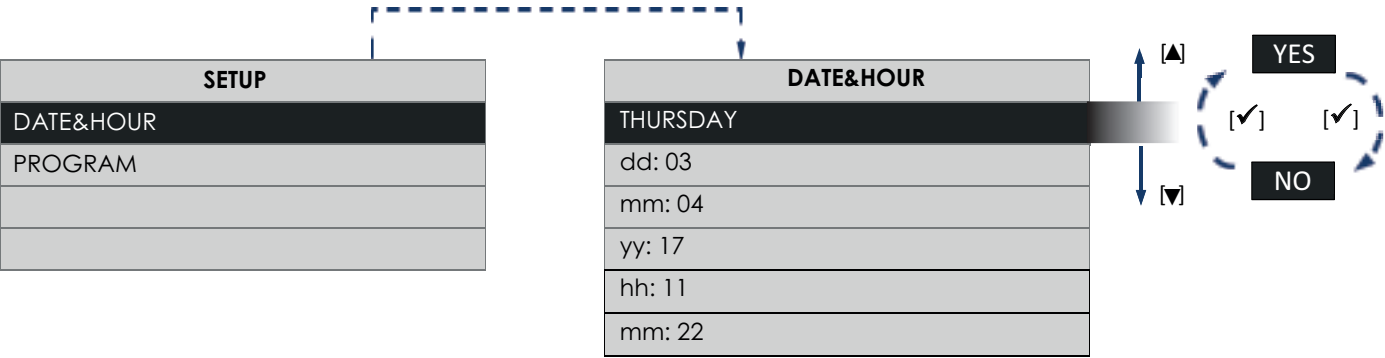 SETUP
DATE&HOUR
PROGRAM
DATE&HOUR
THURSDAY
dd: 03
mm: 04
yy: 17
hh: 11
mm: 22
[▲]
YES
[✔] [✔]
NO
[▼]